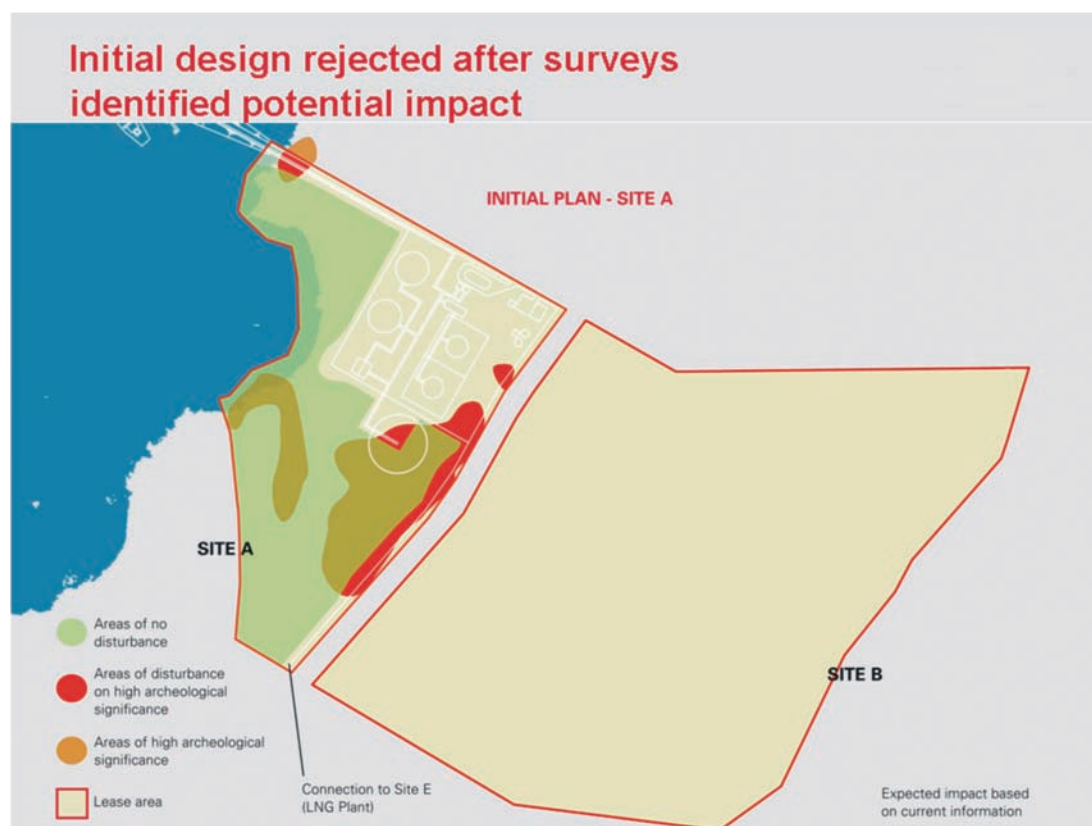 Initial design rejected after surveys
identified potential impact
INITIAL PLAN - SITE A
SITE A
SITE B
Areas of no
disturbance
Areas of disturbance
on high archeological
significance
Areas of high archeological
significance
Lease area
Connection to Site E
(LNG Plant)
Expected impact based
on current information